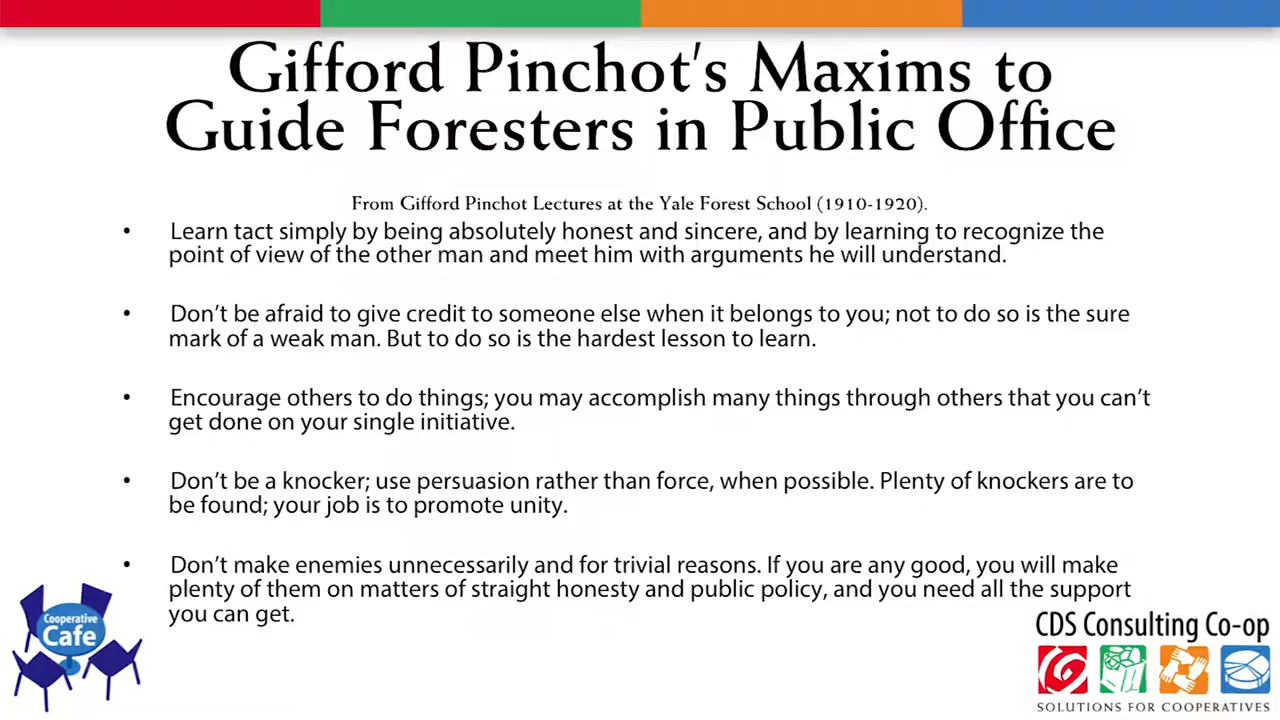 Gifford Pinchot's Maxims to
Guide Foresters in Public Office
From Gifford Pinchot Lectures at the Yale Forest School (1910-1920).
• Learn tact simply by being absolutely honest and sincere, and by learning to recognize the
point of view of the other man and meet him with arguments he will understand.
• Don’t be afraid to give credit to someone else when it belongs to you; not to do so is the sure
mark of a weak man. But to do so is the hardest lesson to learn.
• Encourage others to do things; you may accomplish many things through others that you can’t
get done on your single initiative.
• Don’t be a knocker; use persuasion rather than force, when possible. Plenty of knockers are to
be found; your job is to promote unity.
• Don’t make enemies unnecessarily and for trivial reasons. If you are any good, you will make
plenty of them on matters of straight honesty and public policy, and you need all the support
you can get.
Cooperative
Cafe
CDS Consulting Co-op
SOLUTIONS FOR COOPERATIVES